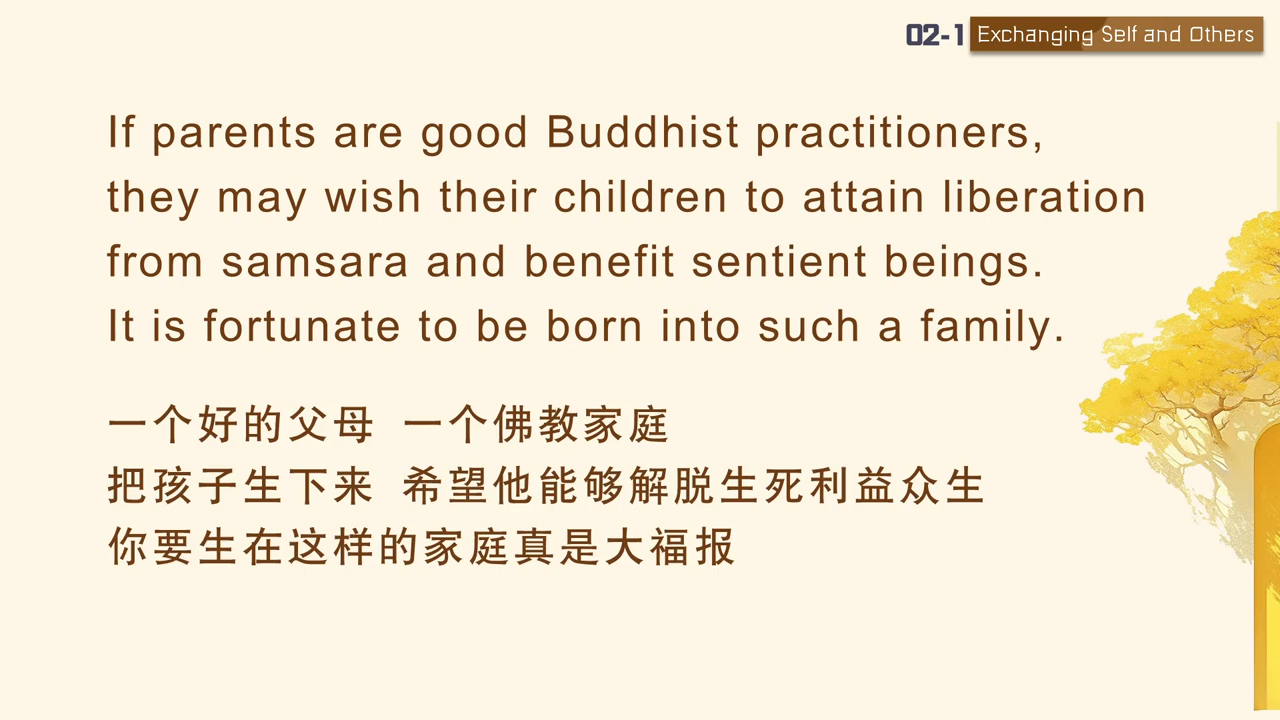 02-1 Exchanging Self and Others
If parents are good Buddhist practitioners,
they may wish their children to attain liberation
from samsara and benefit sentient beings.
It is fortunate to be born into such a family.
一个好的父母 一个佛教家庭
把孩子生下来 希望他能够解脱生死利益众生
你要生在这样的家庭真是大福报